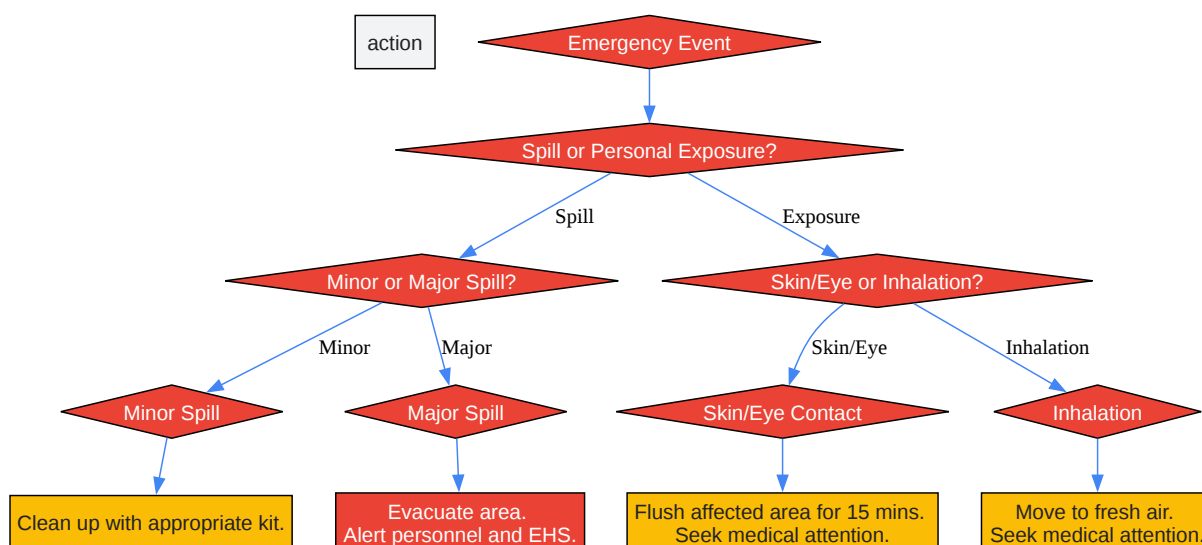 action
Emergency Event
Spill or Personal Exposure?
Spill
Exposure
Minor or Major Spill?
Skin/Eye or Inhalation?
Minor
Major
Skin/Eye
Inhalation
Minor Spill
Major Spill
Skin/Eye Contact
Inhalation
Clean up with appropriate kit.
Evacuate area.
Alert personnel and EHS.
Flush affected area for 15 mins.
Seek medical attention.
Move to fresh air.
Seek medical attention.